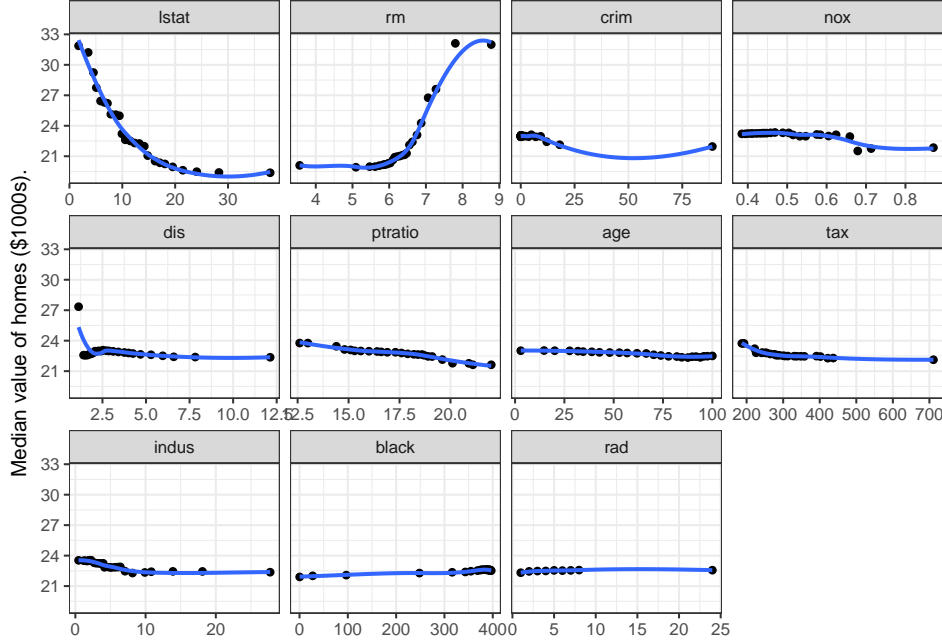 lstat rm crim nox
33
30
27
24
21
0 10 20 30 4 5 6 7 8 9 0 25 50 75 0.4 0.5 0.6 0.7 0.8
dis ptratio age tax
33
30
27
24
21
2.5 5.0 7.5 10.0 12.5 12.5 15.0 17.5 20.0 0 25 50 75 100 200 300 400 500 600 700
indus black rad
33
30
27
24
21
0 10 20 0 100 200 300 400 0 5 10 15 20 25
Median value of homes ($1000s).